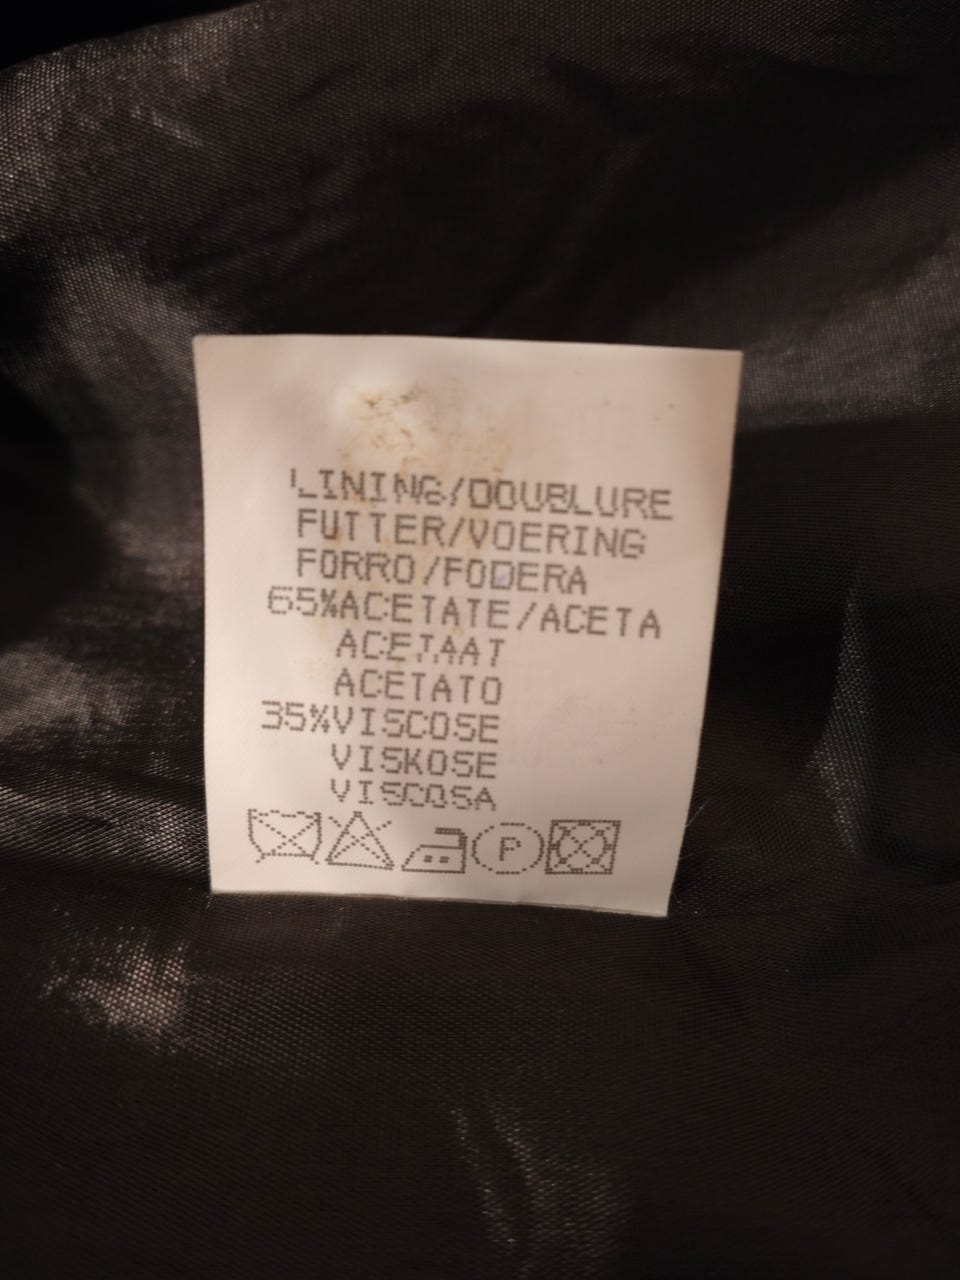 LINING/DOUBLURE
FUTTER/VOERING
FORRO/FODERA
65%ACETATE/ACETA
ACETAAT
ACETATO
35%VISCOSE
VISKOSE
VISCOSA
P